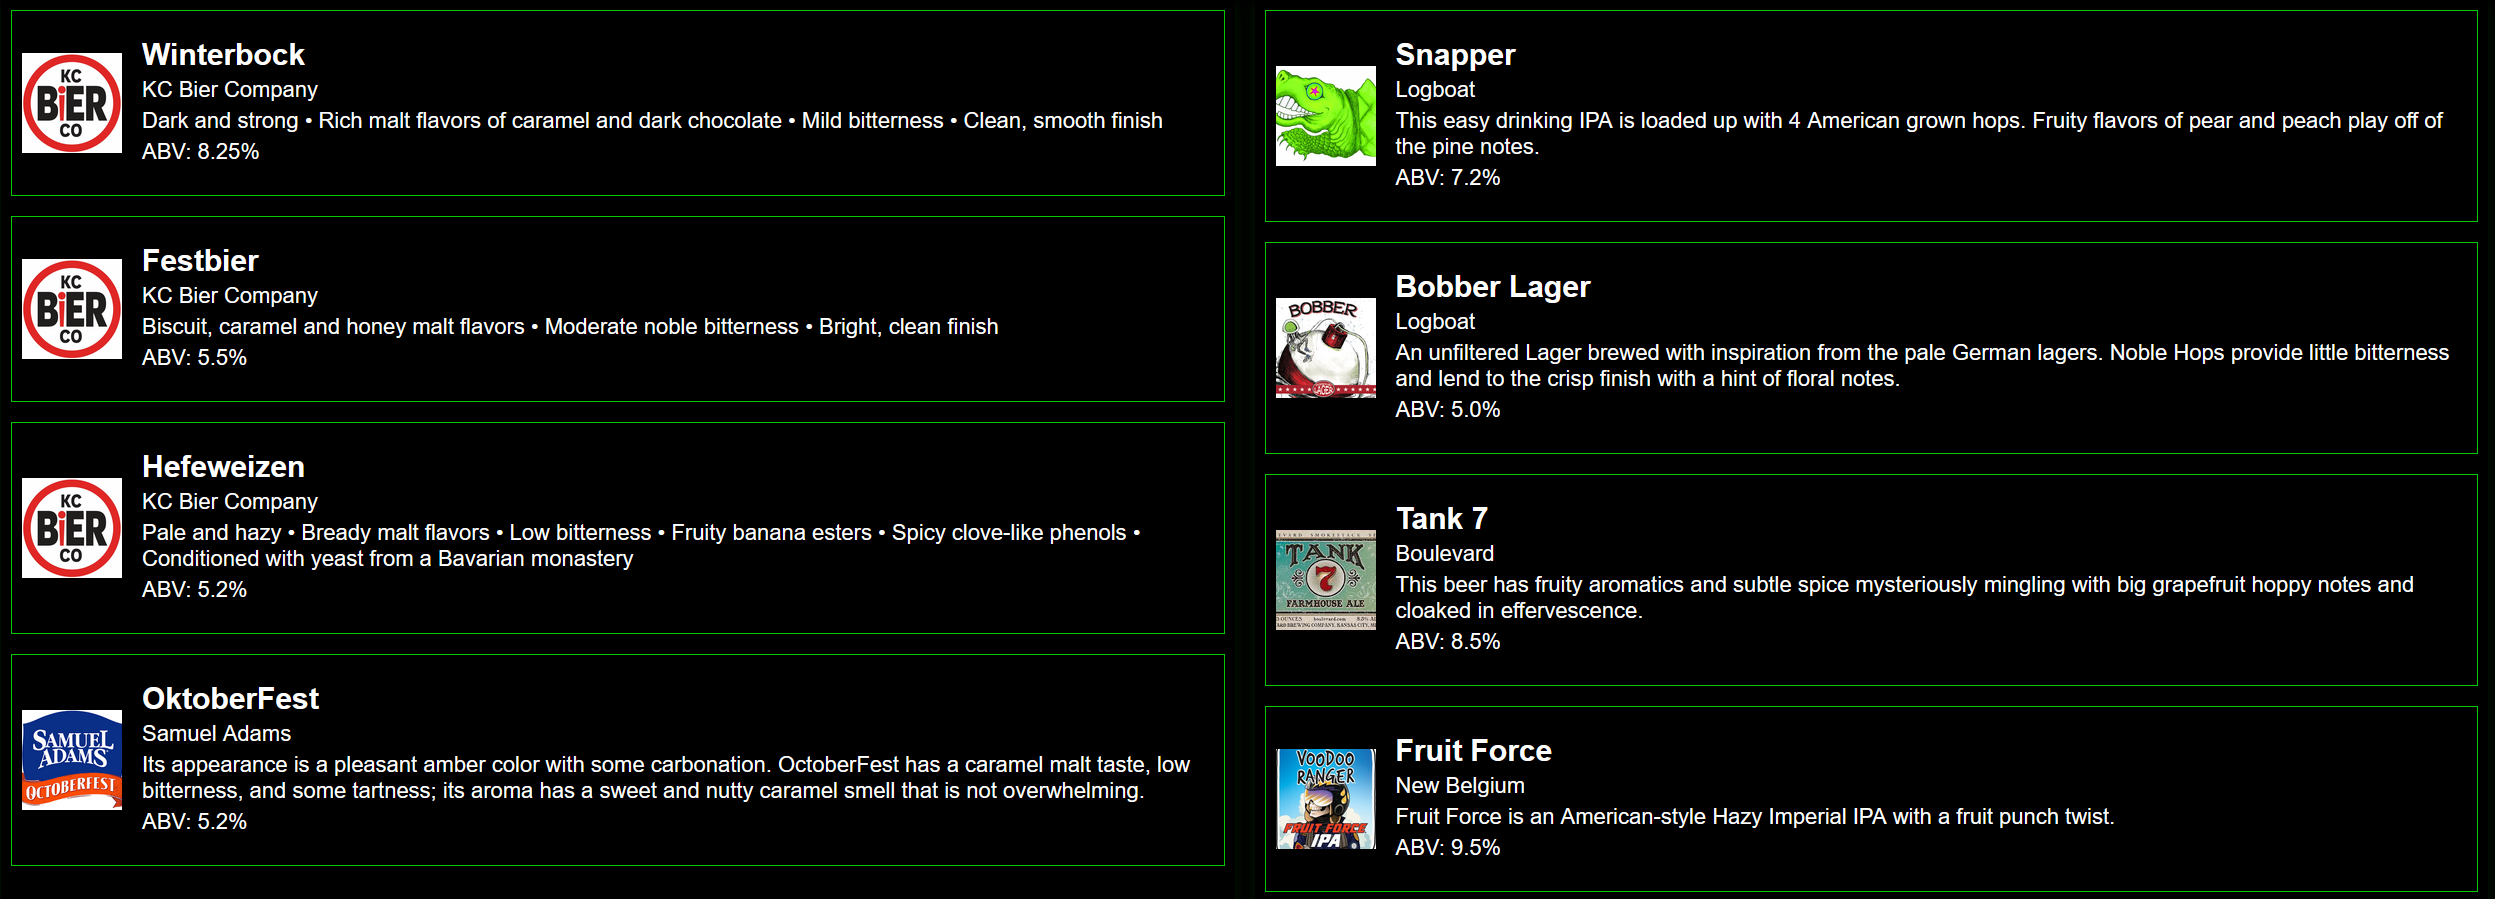 KC
BiER
CO
Winterbock
KC Bier Company
Dark and strong • Rich malt flavors of caramel and dark chocolate • Mild bitterness • Clean, smooth finish
ABV: 8.25%
KC
BiER
CO
Festbier
KC Bier Company
Biscuit, caramel and honey malt flavors • Moderate noble bitterness • Bright, clean finish
ABV: 5.5%
KC
BiER
CO
Hefeweizen
KC Bier Company
Pale and hazy • Bready malt flavors • Low bitterness • Fruity banana esters • Spicy clove-like phenols •
Conditioned with yeast from a Bavarian monastery
ABV: 5.2%
SAMUEL
ADAMS
OCTOBERFEST
OktoberFest
Samuel Adams
Its appearance is a pleasant amber color with some carbonation. OctoberFest has a caramel malt taste, low
bitterness, and some tartness; its aroma has a sweet and nutty caramel smell that is not overwhelming.
ABV: 5.2%
Snapper
Logboat
This easy drinking IPA is loaded up with 4 American grown hops. Fruity flavors of pear and peach play off of
the pine notes.
ABV: 7.2%
BOBBER
LAGER
Bobber Lager
Logboat
An unfiltered Lager brewed with inspiration from the pale German lagers. Noble Hops provide little bitterness
and lend to the crisp finish with a hint of floral notes.
ABV: 5.0%
SMOKESTACK
TANK
7
FARMHOUSE ALE
OUNCES boulevard.com 8.5%
BREWING COMPANY, KANSAS CITY,
Tank 7
Boulevard
This beer has fruity aromatics and subtle spice mysteriously mingling with big grapefruit hoppy notes and
cloaked in effervescence.
ABV: 8.5%
VOODOO
RANGER
FRUIT FORCE
IPA
Fruit Force
New Belgium
Fruit Force is an American-style Hazy Imperial IPA with a fruit punch twist.
ABV: 9.5%